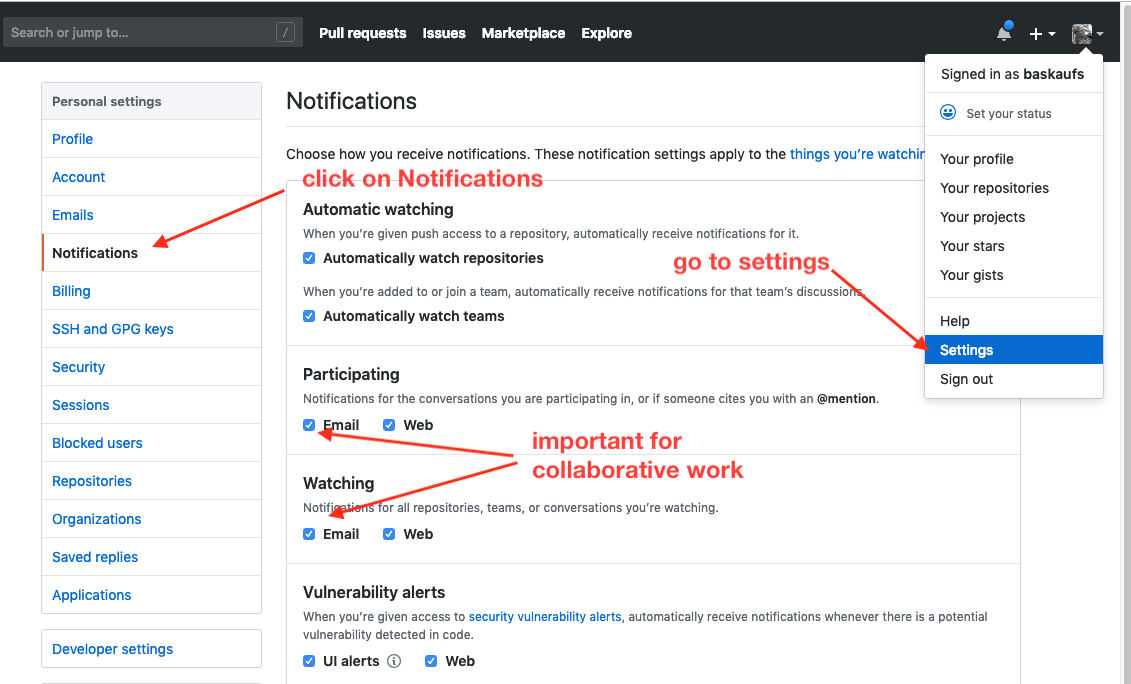 Search or jump to...
/
Pull requests
Issues
Marketplace
Explore
Signed in as baskaufs
Set your status
Your profile
Your repositories
Your projects
Your stars
Your gists
Help
Settings
Sign out
Personal settings
Profile
Account
Emails
Notifications
Billing
SSH and GPG keys
Security
Sessions
Blocked users
Repositories
Organizations
Saved replies
Applications
Developer settings
Notifications
Choose how you receive notifications. These notification settings apply to the things you’re watchin
click on Notifications
Automatic watching
When you’re given push access to a repository, automatically receive notifications for it.
Automatically watch repositories
go to settings
When you’re added to or join a team, automatically receive notifications for that team’s discussions.
Automatically watch teams
Participating
Notifications for the conversations you are participating in, or if someone cites you with an @mention.
Email
Web
important for
collaborative work
Watching
Notifications for all repositories, teams, or conversations you’re watching.
Email
Web
Vulnerability alerts
When you’re given access to security vulnerability alerts, automatically receive notifications whenever there is a potential
vulnerability detected in code.
UI alerts
Web